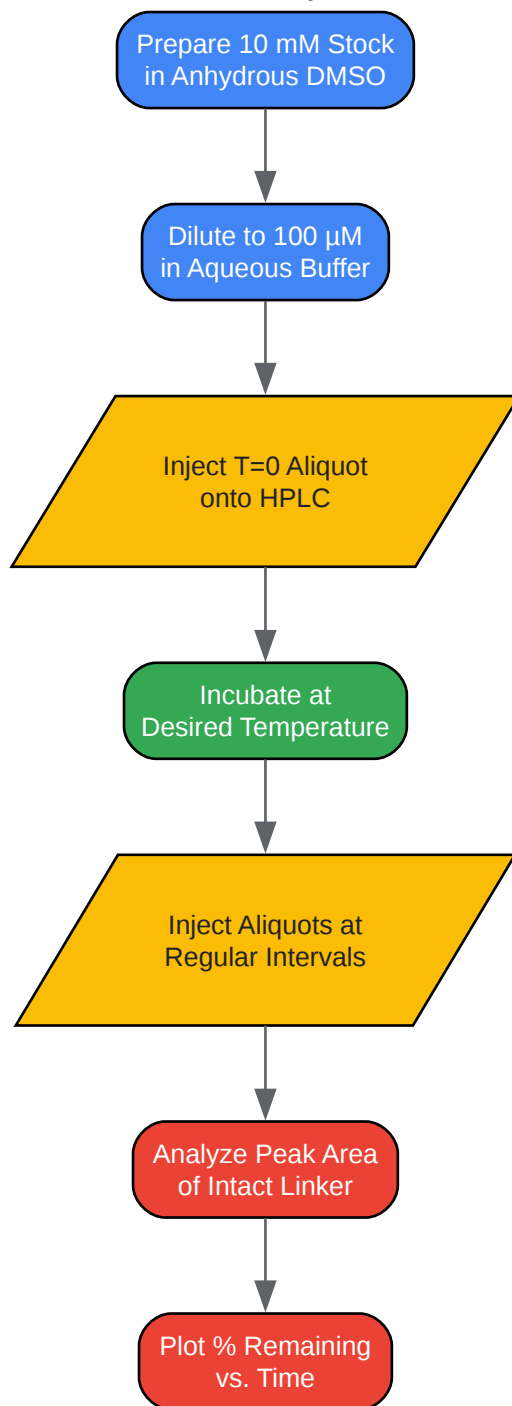 Prepare 10 mM Stock
in Anhydrous DMSO
Dilute to 100 µM
in Aqueous Buffer
Inject T=0 Aliquot
onto HPLC
Incubate at
Desired Temperature
Inject Aliquots at
Regular Intervals
Analyze Peak Area
of Intact Linker
Plot % Remaining
vs. Time